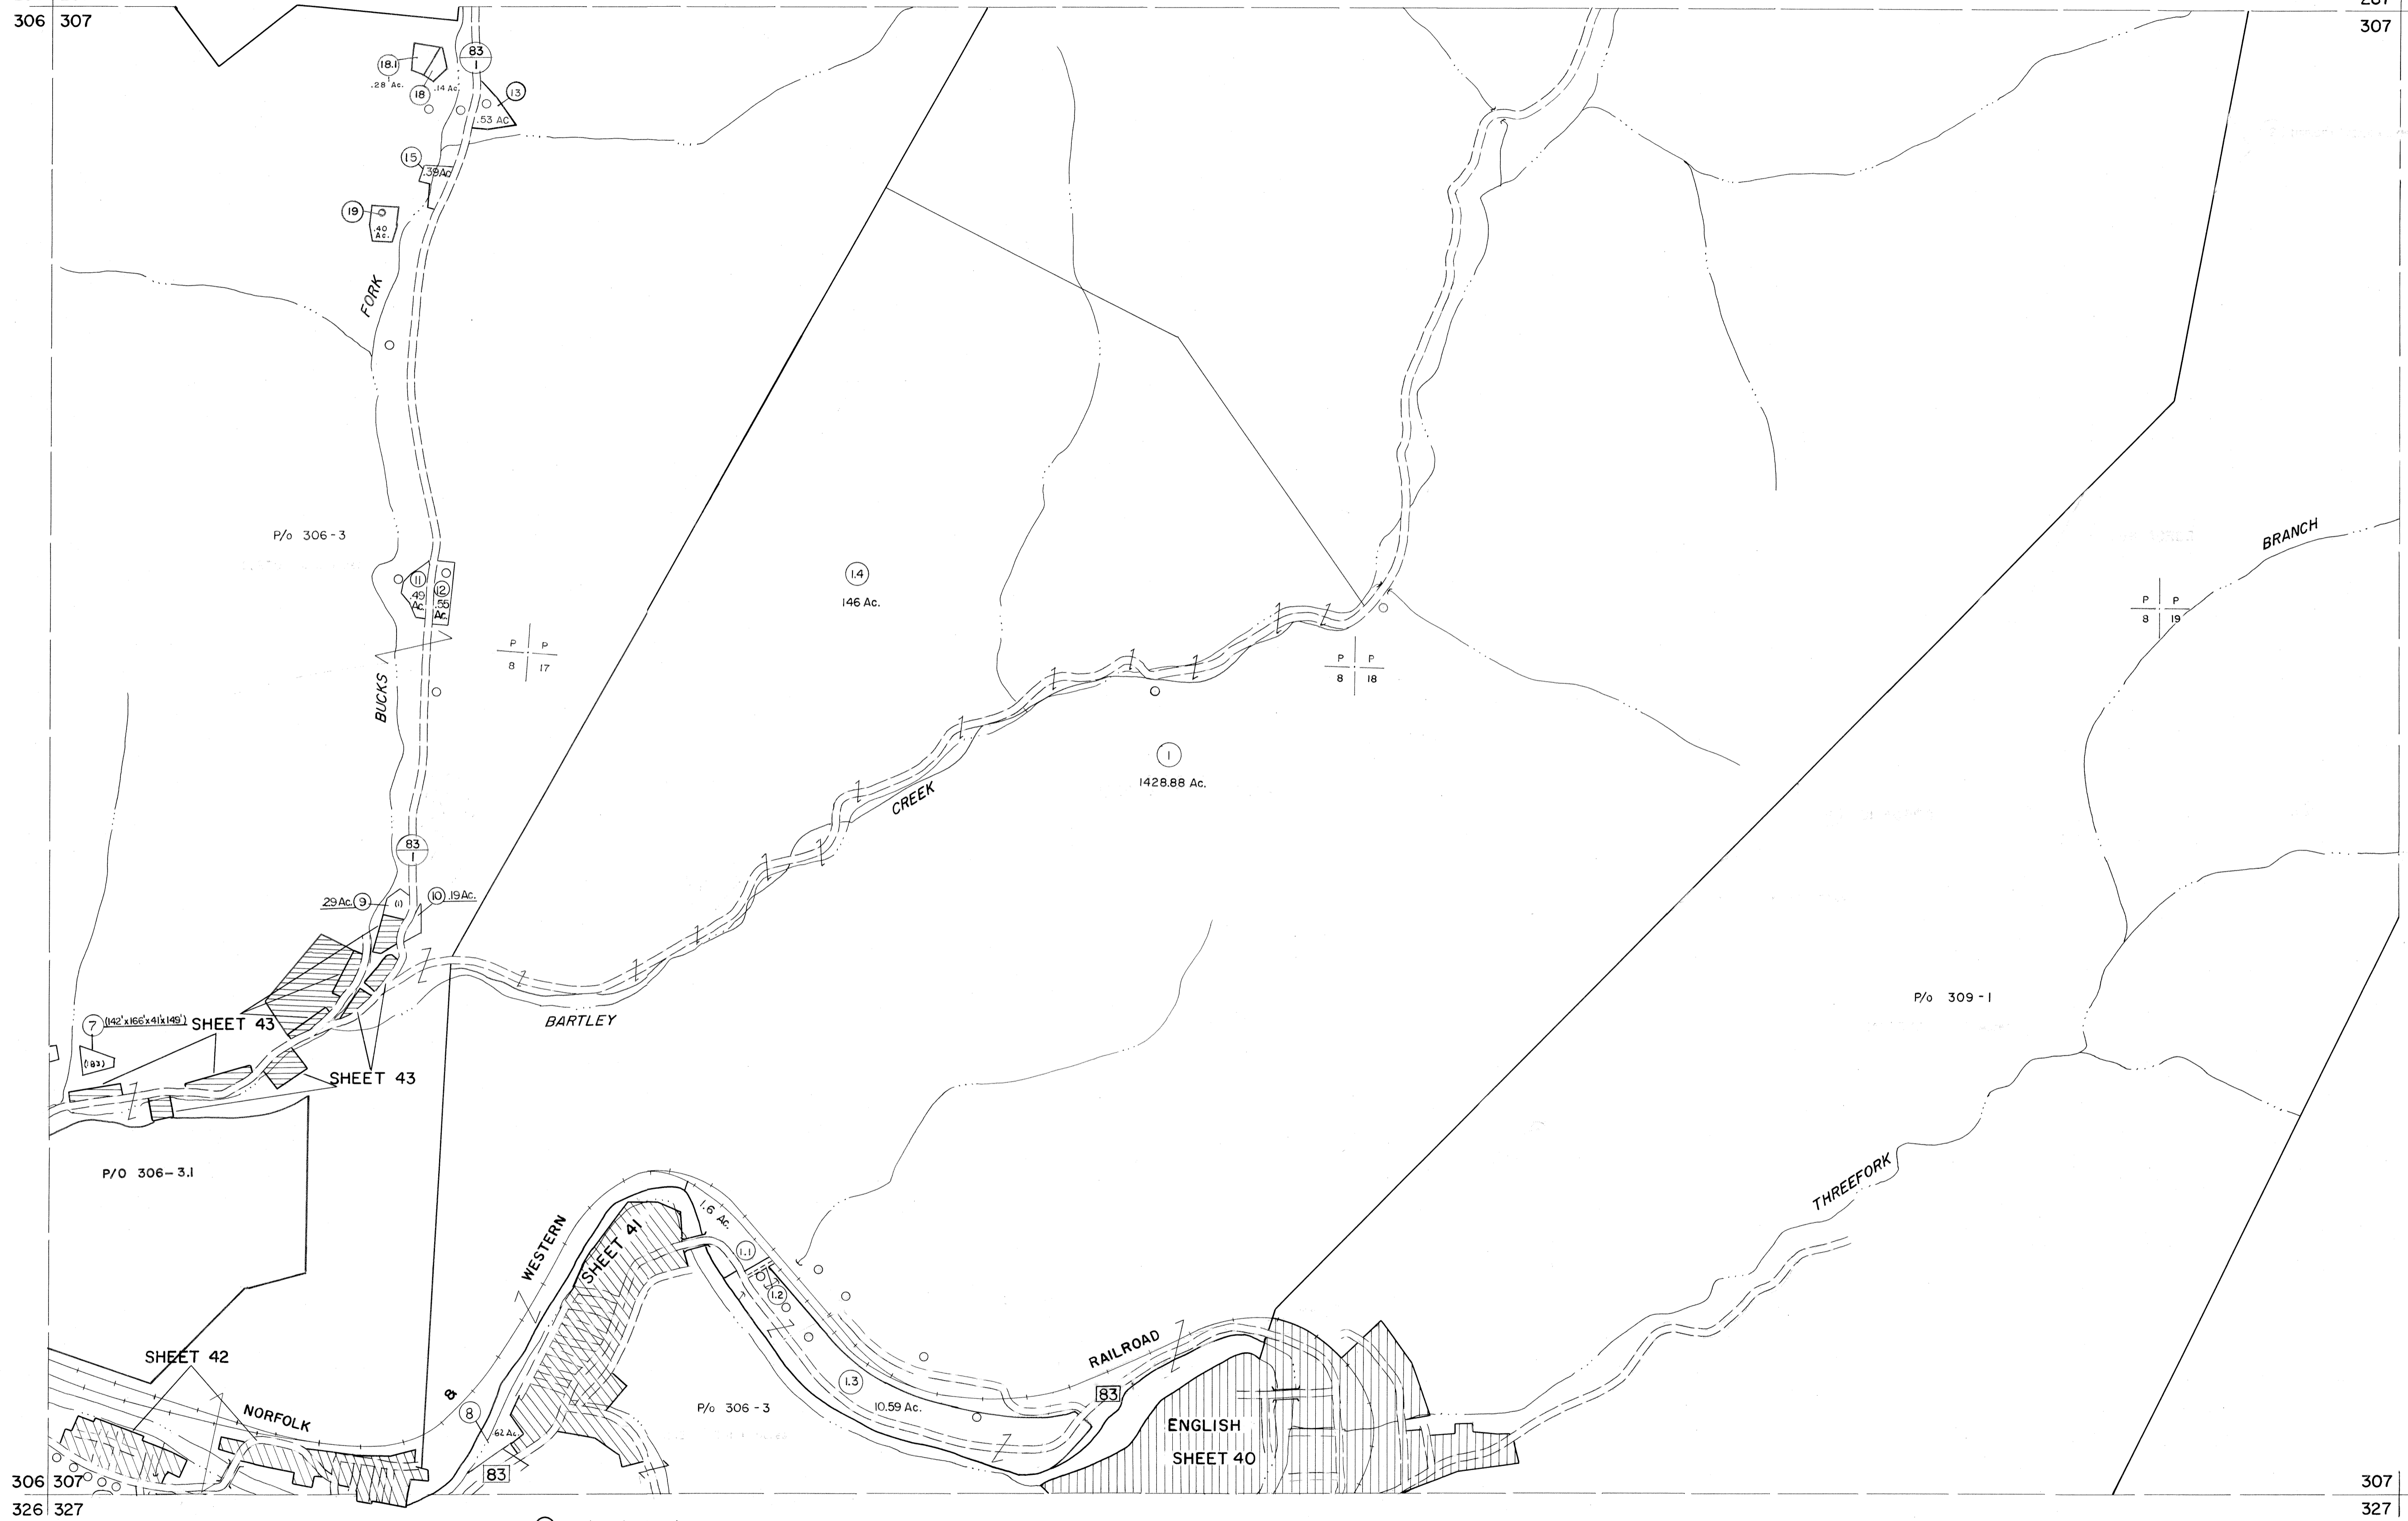 306 307
287
307
83
1
18.1
.28 Ac.
18
.14 Ac.
13
.53 AC
15
.39Ac
19
.40
Ac.
FORK
P/o 306-3
11
.49
Ac.
12
.55
Ac.
BUCKS
P P
8 17
1.4
146 Ac.
P P
8 18
P P
8 19
BRANCH
1
1428.88 Ac.
CREEK
83
1
.29 Ac. 9
(1)
10 .19 Ac.
7 (142'x166'x41'x149') SHEET 43
(183)
SHEET 43
BARTLEY
P/o 309-1
P/O 306-3.1
THREEFORK
WESTERN
SHEET 41
1.6 Ac.
1.1
1.2
RAILROAD
SHEET 42
&
NORFOLK
8
.62 Ac.
83
P/o 306-3
1.3
10.59 Ac.
83
ENGLISH
SHEET 40
306 307
326 327
307
327